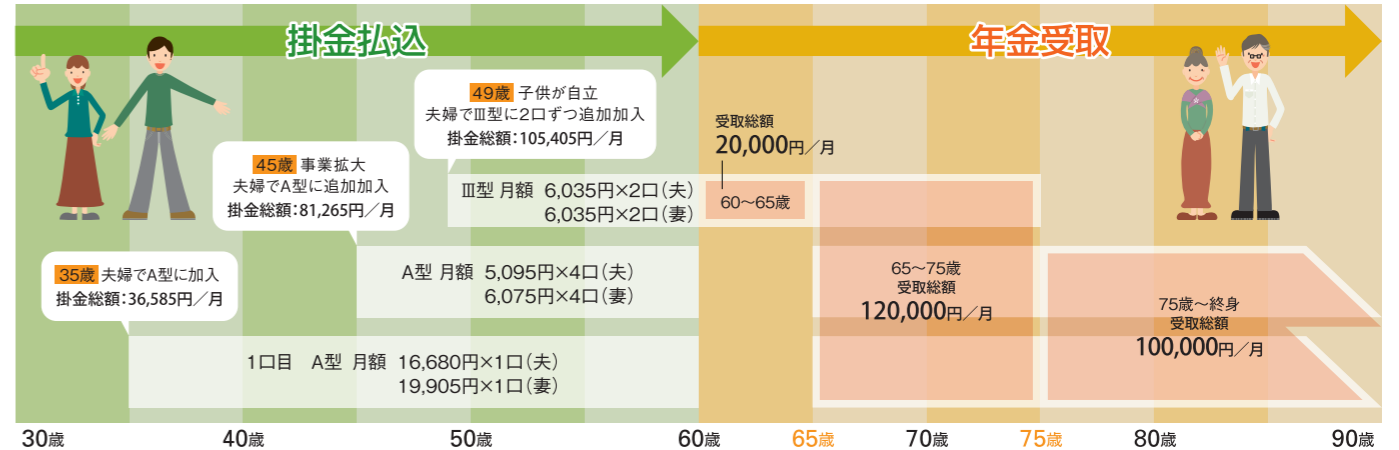 掛金払込
年金受取
49歳 子供が自立
夫婦でⅢ型に2口ずつ追加加入
掛金総額:105,405円／月
45歳 事業拡大
夫婦でA型に追加加入
掛金総額:81,265円／月
35歳 夫婦でA型に加入
掛金総額:36,585円／月
Ⅲ型 月額 6,035円×2口(夫)
6,035円×2口(妻)
A型 月額 5,095円×4口(夫)
6,075円×4口(妻)
1口目 A型 月額 16,680円×1口(夫)
19,905円×1口(妻)
受取総額
20,000円／月
60〜65歳
65〜75歳
受取総額
120,000円／月
75歳〜終身
受取総額
100,000円／月
30歳 40歳 50歳 60歳 65歳 70歳 75歳 80歳 90歳